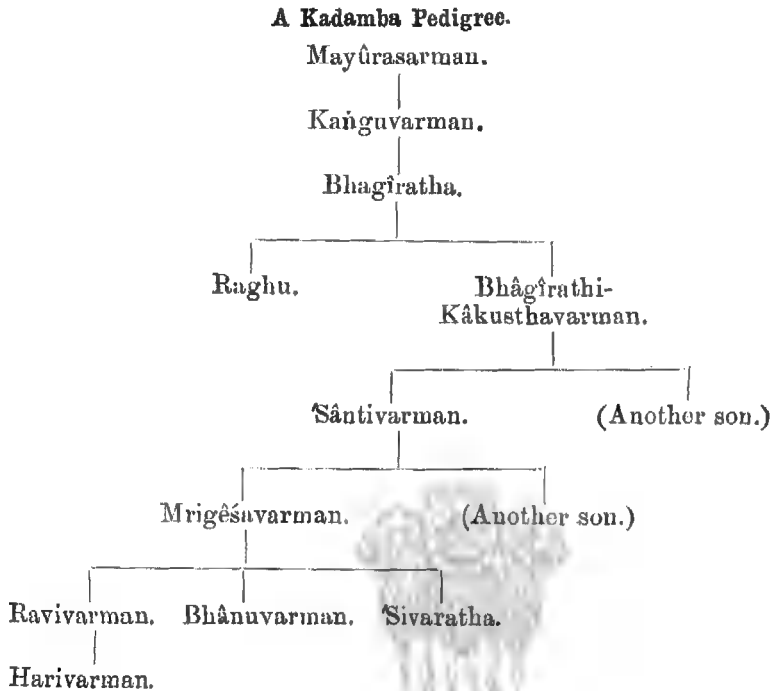 A Kadamba Pedigree.
Mayûrasarman.
Kaṅguvarman.
Bhagîratha.
Raghu. Bhâgîrathi-
Kâkusthavarman.
'Sântivarman. (Another son.)
Mrigêśavarman. (Another son.)
Ravivarman. Bhânuvarman. 'Sivaratha.
Harivarman.